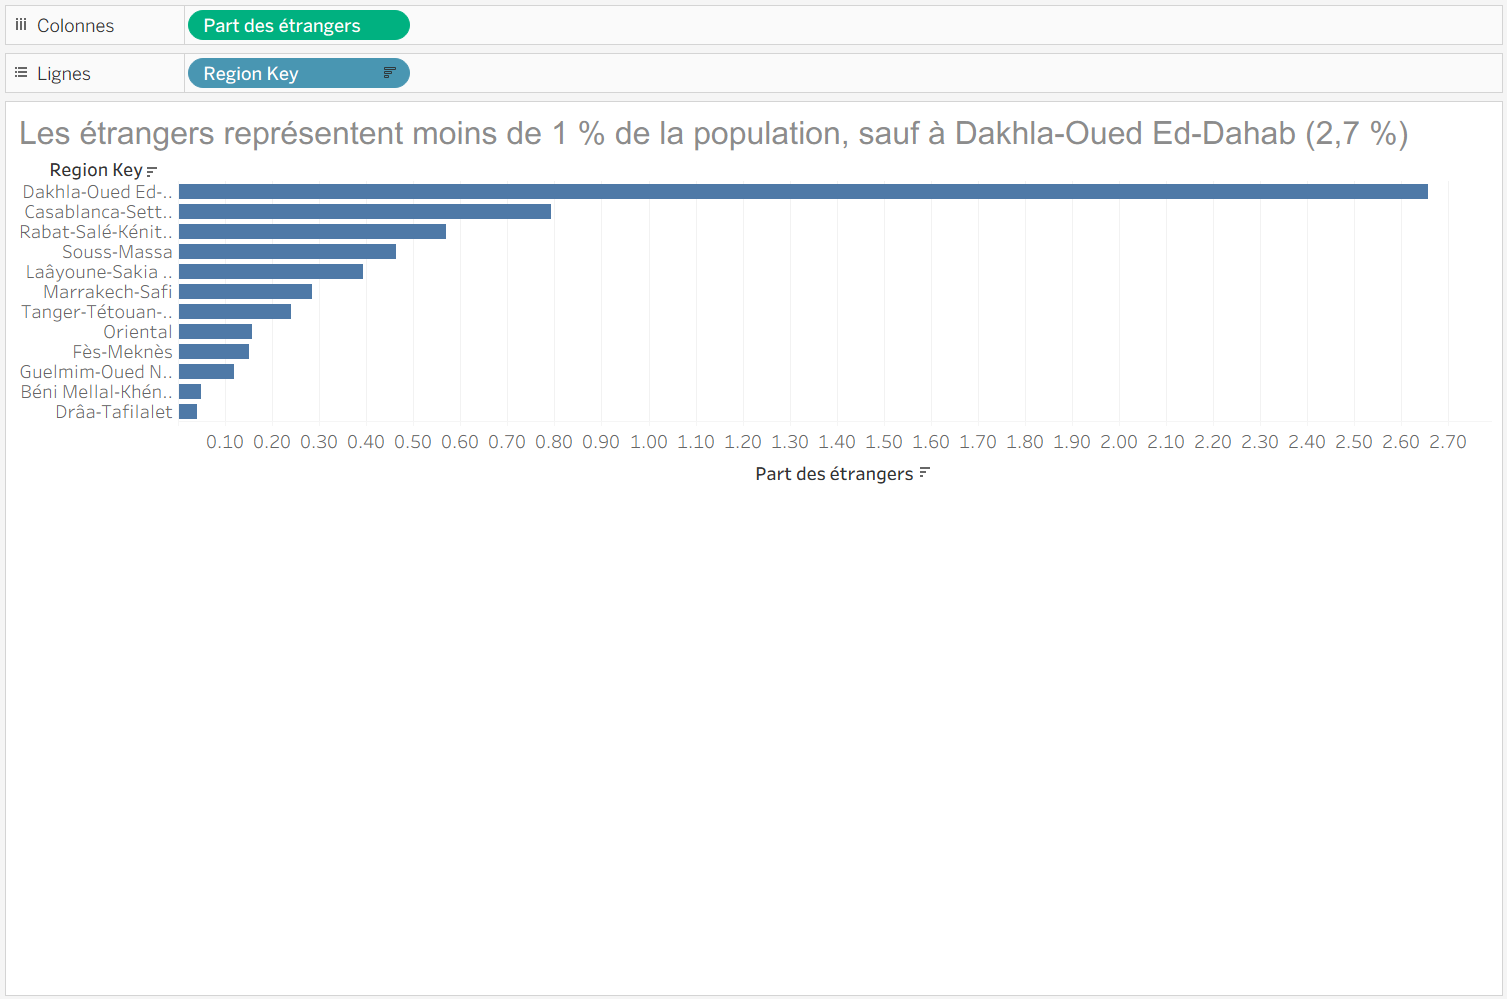 Colonnes Part des étrangers
Lignes Region Key
Les étrangers représentent moins de 1 % de la population, sauf à Dakhla-Oued Ed-Dahab (2,7 %)
Region Key
Dakhla-Oued Ed-..
Casablanca-Sett..
Rabat-Salé-Kénit..
Souss-Massa
Laâyoune-Sakia ..
Marrakech-Safi
Tanger-Tétouan-..
Oriental
Fès-Meknès
Guelmim-Oued N..
Béni Mellal-Khén..
Drâa-Tafilalet
0.10 0.20 0.30 0.40 0.50 0.60 0.70 0.80 0.90 1.00 1.10 1.20 1.30 1.40 1.50 1.60 1.70 1.80 1.90 2.00 2.10 2.20 2.30 2.40 2.50 2.60 2.70
Part des étrangers